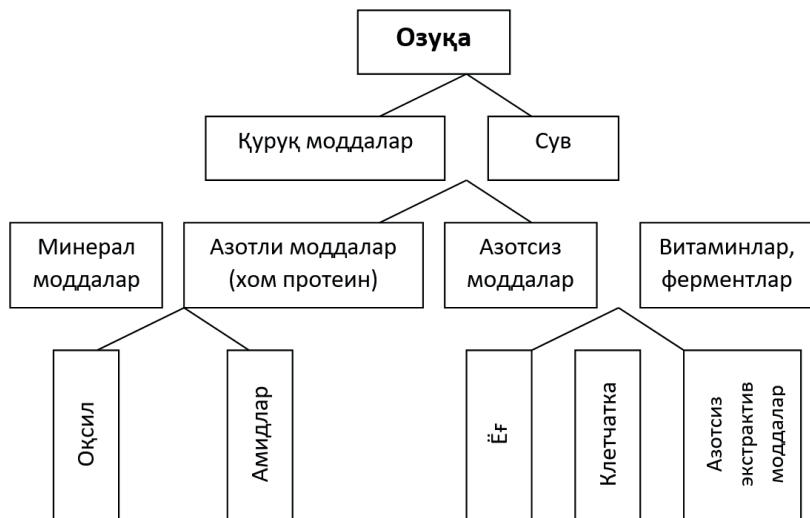 Озуқа
Қуруқ моддалар
Сув
Минерал
моддалар
Азотли моддалар
(хом протеин)
Азотсиз
моддалар
Витаминлар,
ферментлар
Оқсил
Амидлар
Ёғ
Клетчатка
Азотсиз
экстрактив
моддалар